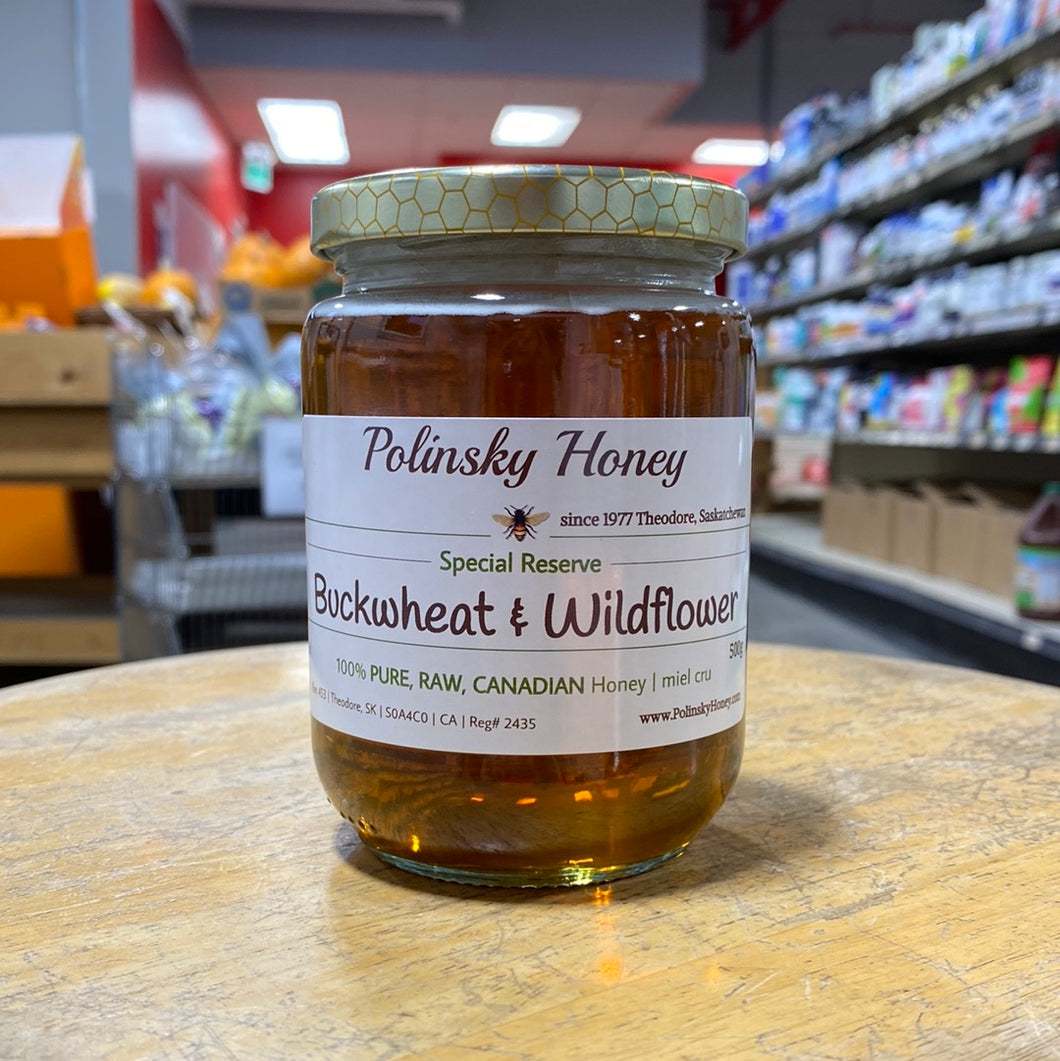 Polinsky Honey
since 1977 Theodore, Saskatchewan
Special Reserve
Buckwheat & Wildflower
500g
100% PURE, RAW, CANADIAN Honey | miel cru
453 | Theodore, SK | S0A4C0 | CA | Reg# 2435
www.PolinskyHoney.com